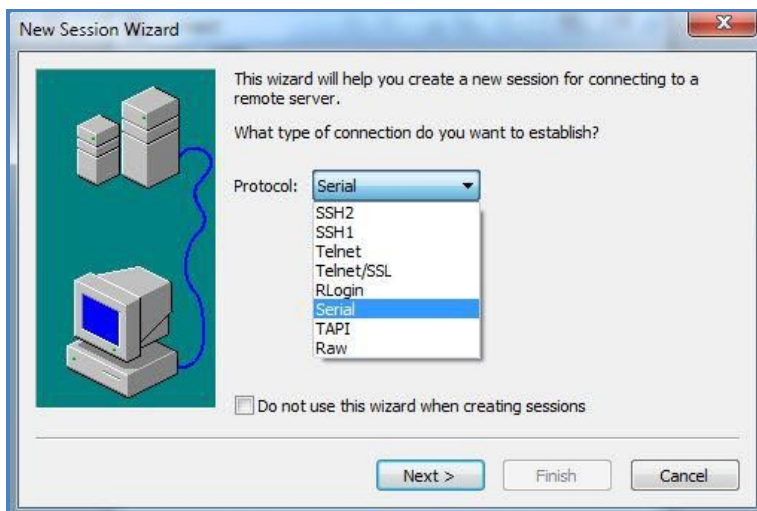 New Session Wizard
This wizard will help you create a new session for connecting to a
remote server.
What type of connection do you want to establish?
Protocol: Serial
SSH2
SSH1
Telnet
Telnet/SSL
RLogin
Serial
TAPI
Raw
Do not use this wizard when creating sessions
Next > Finish Cancel